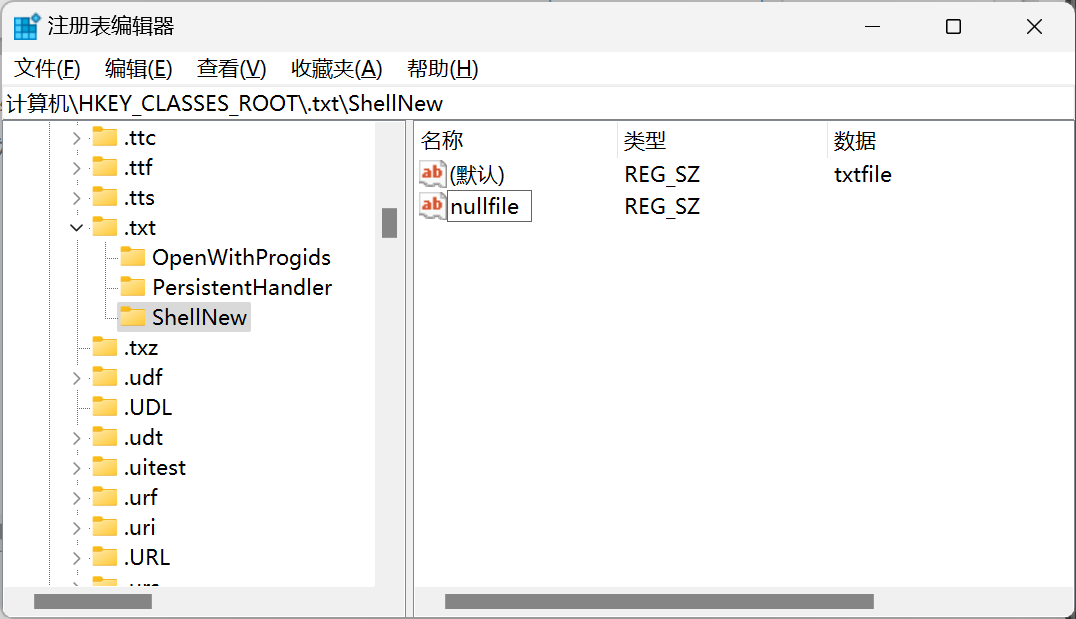 注册表编辑器
文件(F) 编辑(E) 查看(V) 收藏夹(A) 帮助(H)
计算机\HKEY_CLASSES_ROOT\.txt\ShellNew
.ttc
.ttf
.tts
.txt
OpenWithProgids
PersistentHandler
ShellNew
.txz
.udf
.UDL
.udt
.uitest
.urf
.uri
.URL
名称 类型 数据
ab (默认) REG_SZ txtfile
ab nullfile REG_SZ